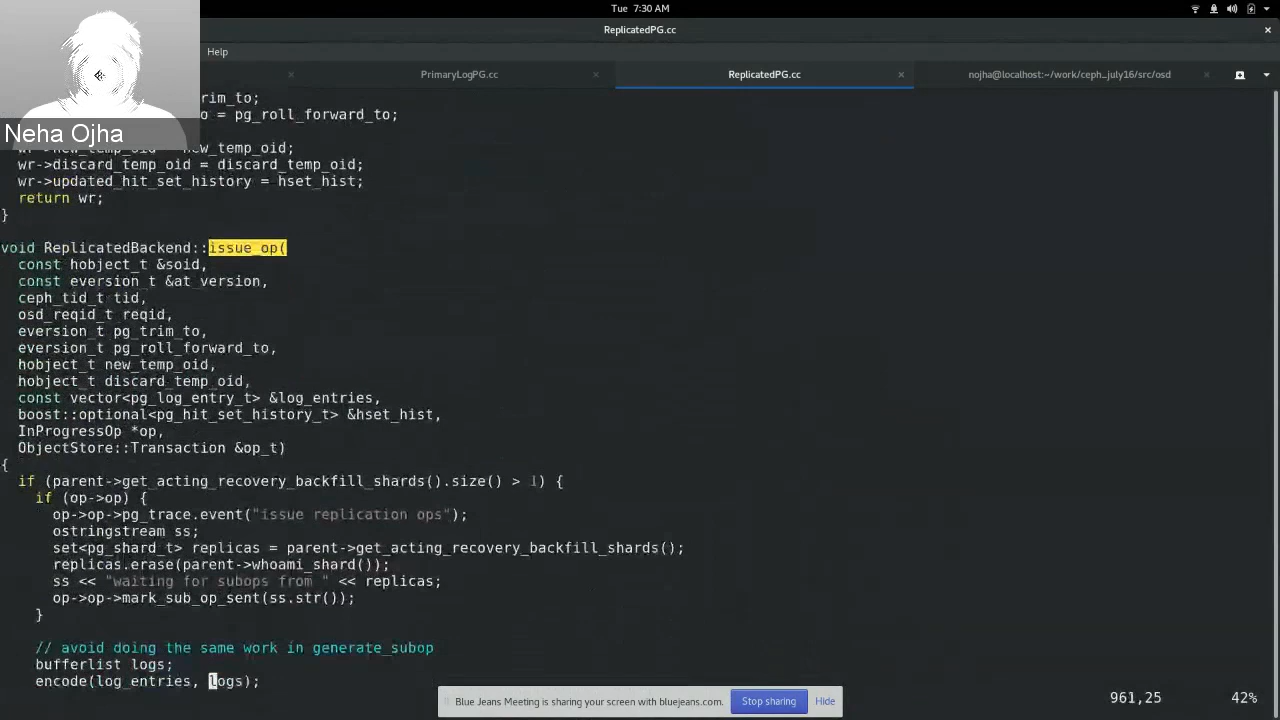 Tue 7:30 AM
ReplicatedPG.cc
Help
PrimaryLogPG.cc
ReplicatedPG.cc
nojha@localhost:~/work/ceph_july16/src/osd
Neha Ojha
rim_to;
= pg_roll_forward_to;
wr->new_temp_oid = new_temp_oid;
wr->discard_temp_oid = discard_temp_oid;
wr->updated_hit_set_history = hset_hist;
return wr;
}
void ReplicatedBackend::issue_op(
const hobject_t &soid,
const eversion_t &at_version,
ceph_tid_t tid,
osd_reqid_t reqid,
eversion_t pg_trim_to,
eversion_t pg_roll_forward_to,
hobject_t new_temp_oid,
hobject_t discard_temp_oid,
const vector<pg_log_entry_t> &log_entries,
boost::optional<pg_hit_set_history_t> &hset_hist,
InProgressOp *op,
ObjectStore::Transaction &op_t)
{
if (parent->get_acting_recovery_backfill_shards().size() > 1) {
if (op->op) {
op->op->pg_trace.event("issue replication ops");
ostringstream ss;
set<pg_shard_t> replicas = parent->get_acting_recovery_backfill_shards();
replicas.erase(parent->whoami_shard());
ss << "waiting for subops from " << replicas;
op->op->mark_sub_op_sent(ss.str());
}
// avoid doing the same work in generate_subop
bufferlist logs;
encode(log_entries, logs);
Blue Jeans Meeting is sharing your screen with bluejeans.com.
Stop sharing
Hide
961,25
42%